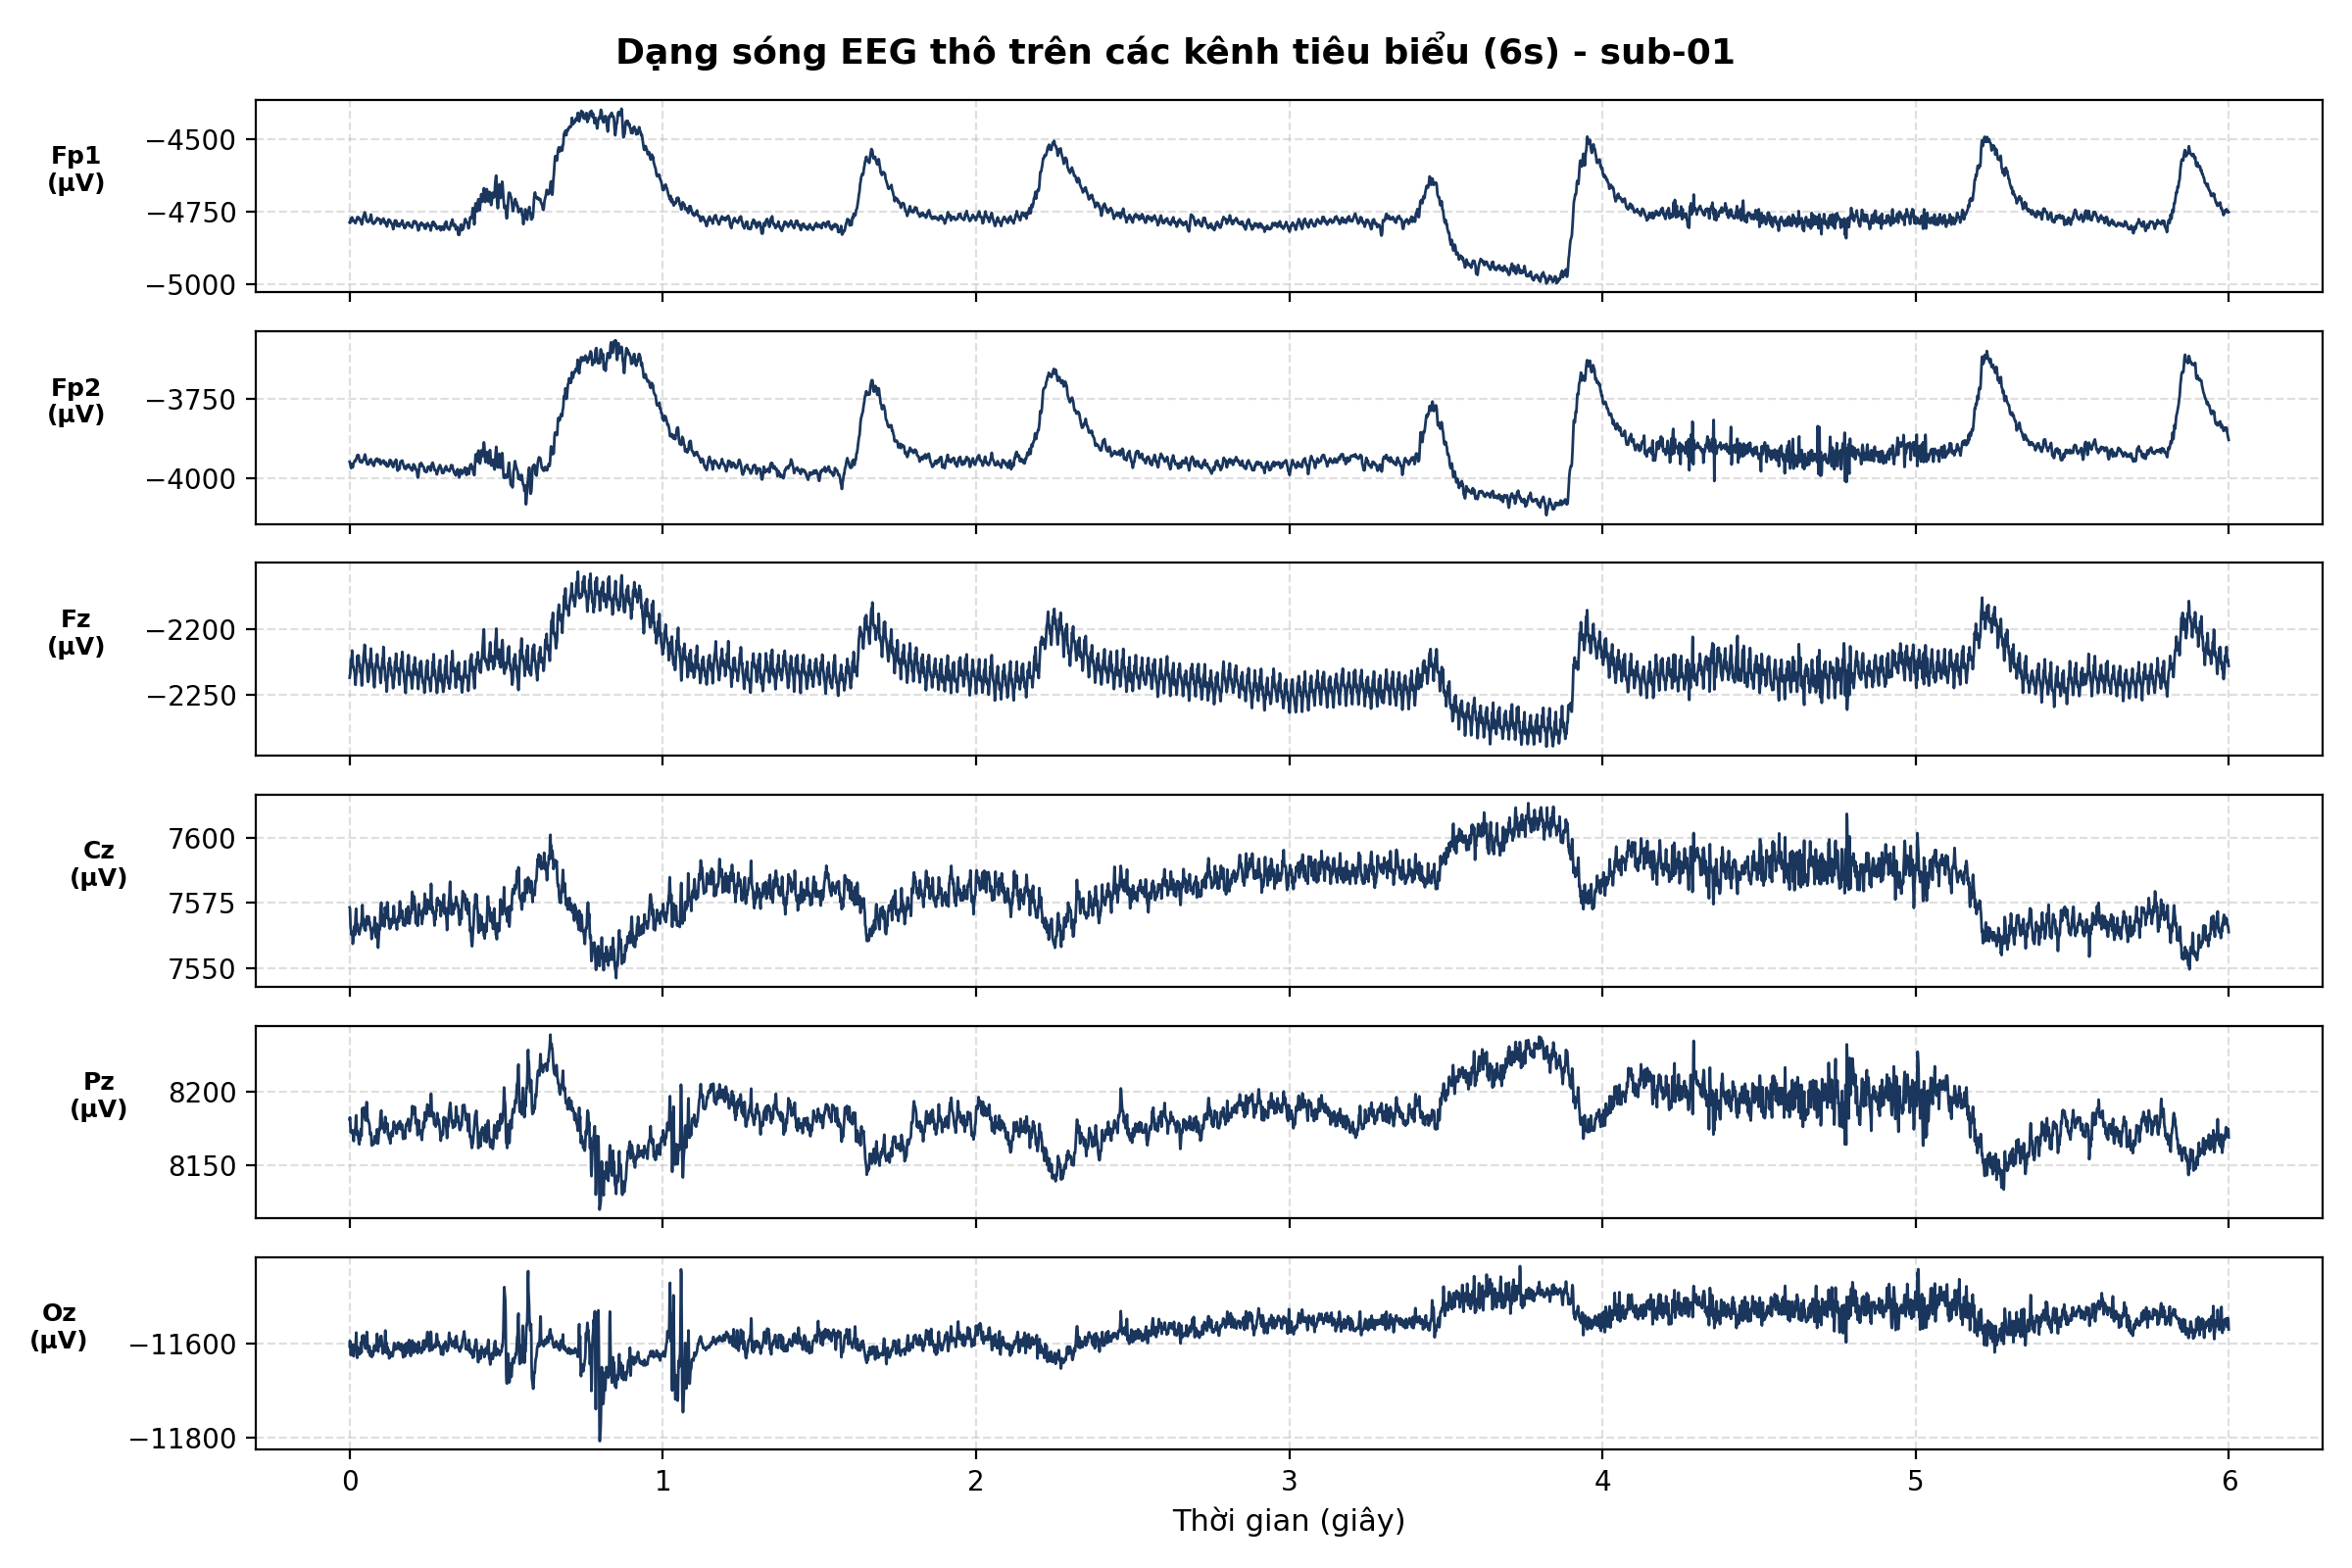 Dạng sóng EEG thô trên các kênh tiêu biểu (6s) - sub-01
Fp1
(µV)
−4500
−4750
−5000
Fp2
(µV)
−3750
−4000
Fz
(µV)
−2200
−2250
Cz
(µV)
7600
7575
7550
Pz
(µV)
8200
8150
Oz
(µV)
−11600
−11800
0 1 2 3 4 5 6
Thời gian (giây)